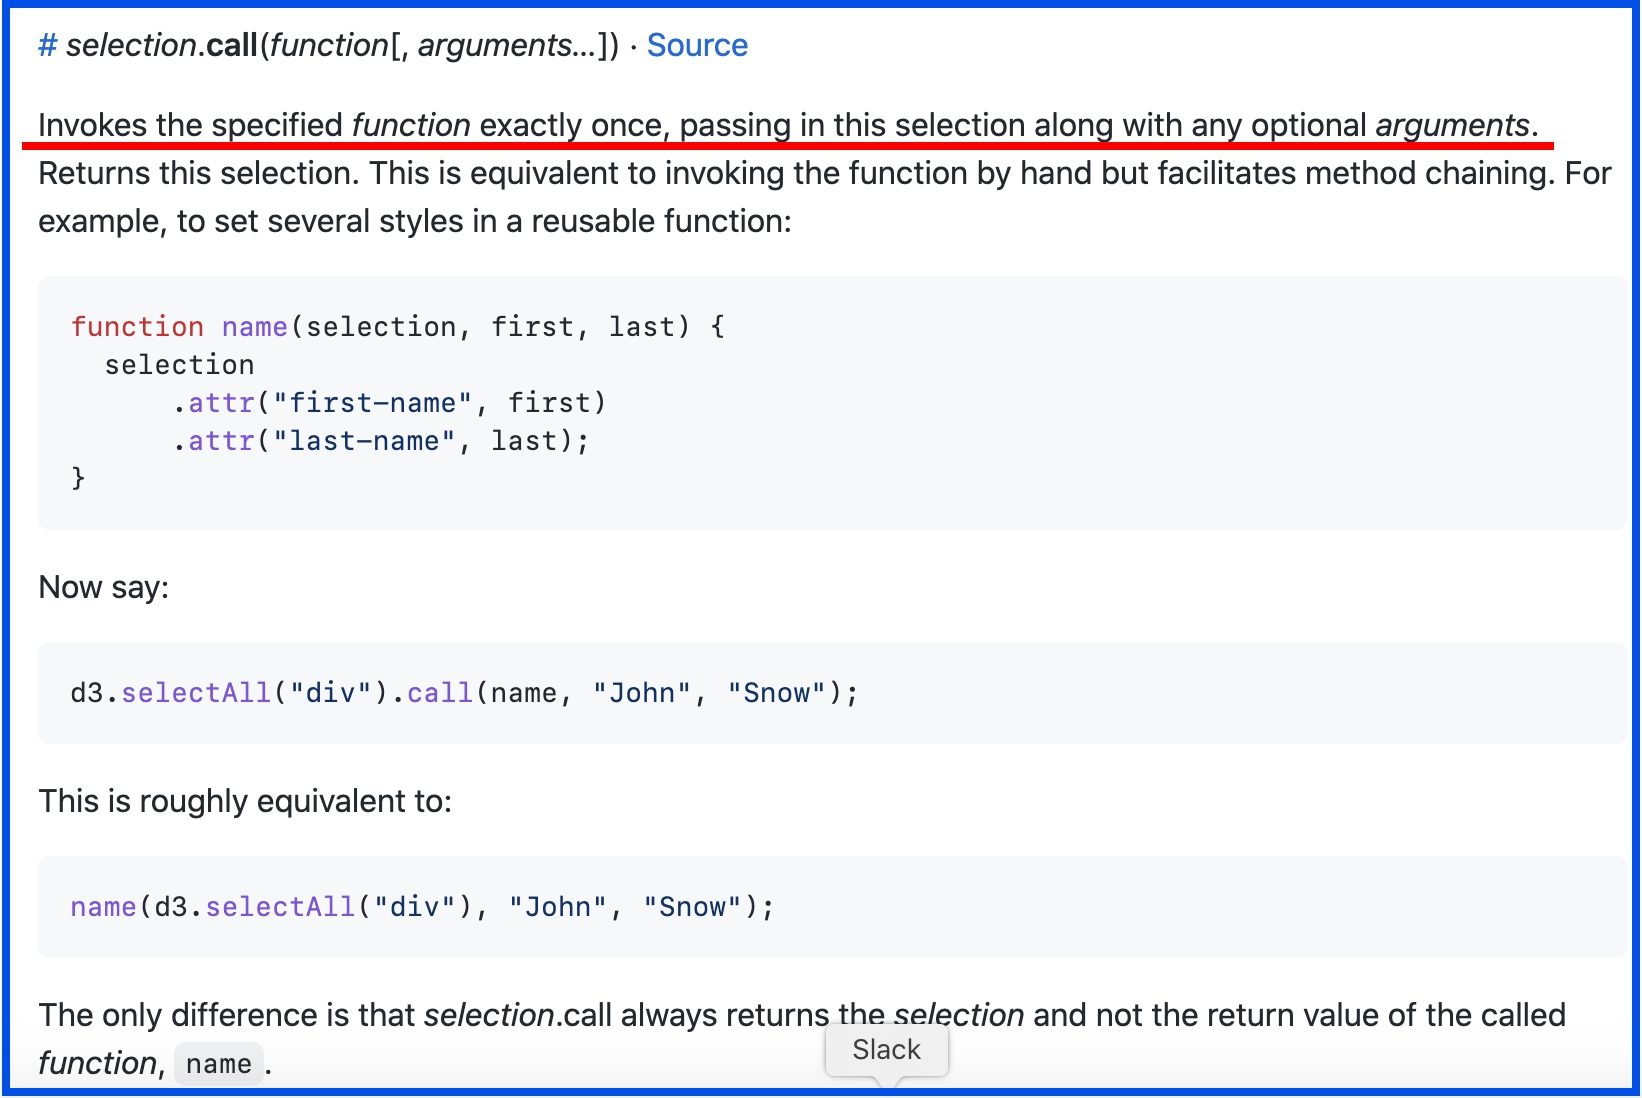 # selection.call(function[, arguments…]) · Source
Invokes the specified function exactly once, passing in this selection along with any optional arguments.
Returns this selection. This is equivalent to invoking the function by hand but facilitates method chaining. For
example, to set several styles in a reusable function:
function name(selection, first, last) {
  selection
      .attr("first-name", first)
      .attr("last-name", last);
}
Now say:
d3.selectAll("div").call(name, "John", "Snow");
This is roughly equivalent to:
name(d3.selectAll("div"), "John", "Snow");
The only difference is that selection.call always returns the selection and not the return value of the called
function, name.
Slack